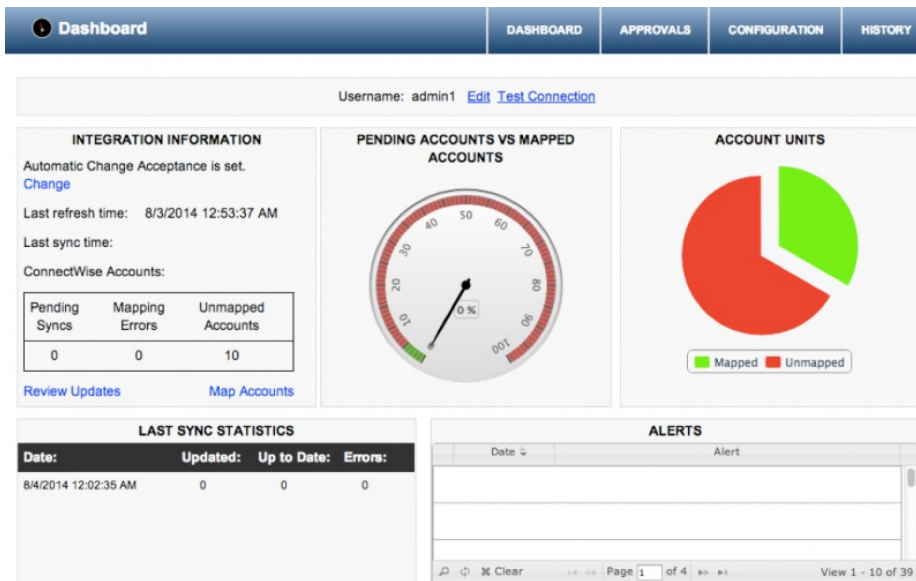 Dashboard
DASHBOARD
APPROVALS
CONFIGURATION
HISTORY
Username: admin1 Edit Test Connection
INTEGRATION INFORMATION
Automatic Change Acceptance is set.
Change
Last refresh time: 8/3/2014 12:53:37 AM
Last sync time:
ConnectWise Accounts:
Pending Syncs
Mapping Errors
Unmapped Accounts
0 0 10
Review Updates Map Accounts
PENDING ACCOUNTS VS MAPPED
ACCOUNTS
10
20
30
40
50
60
70
80
90
100
0 %
ACCOUNT UNITS
Mapped Unmapped
LAST SYNC STATISTICS
Date: Updated: Up to Date: Errors:
8/4/2014 12:02:35 AM 0 0 0
ALERTS
Date Alert
Clear Page 1 of 4 View 1 - 10 of 39